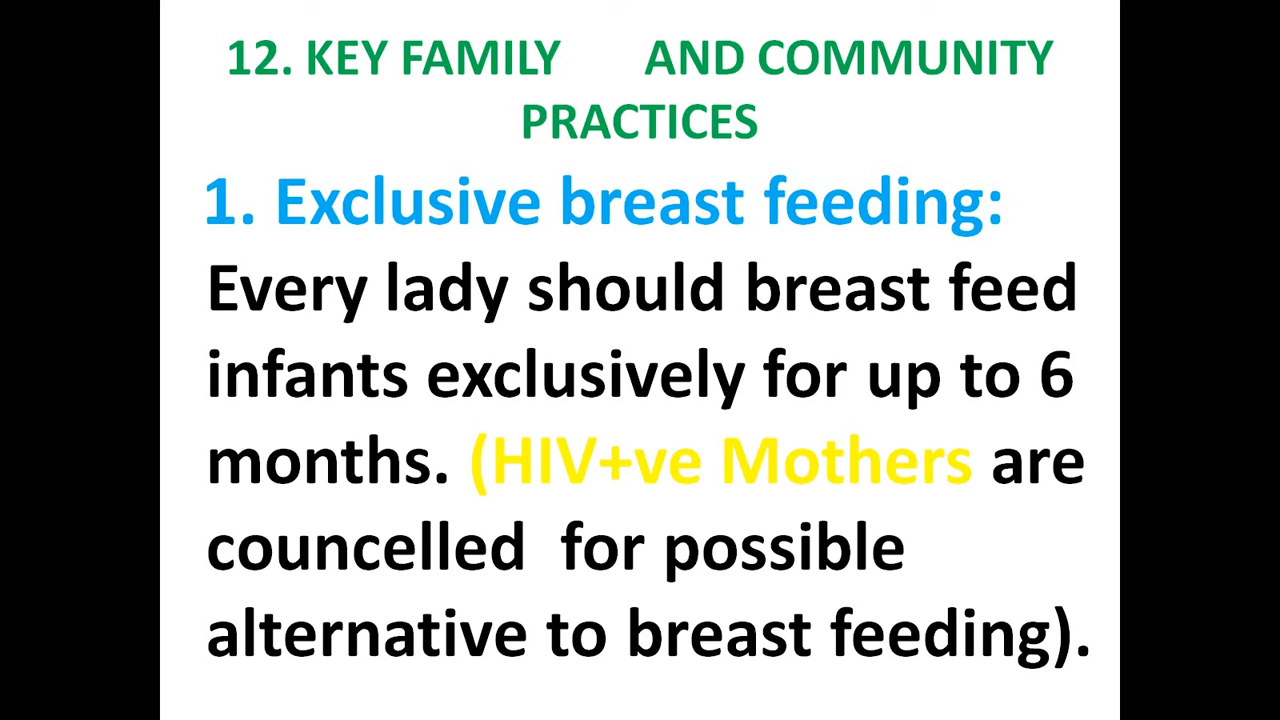 12. KEY FAMILY AND COMMUNITY
PRACTICES
1. Exclusive breast feeding:
Every lady should breast feed
infants exclusively for up to 6
months. (HIV+ve Mothers are
councelled for possible
alternative to breast feeding).